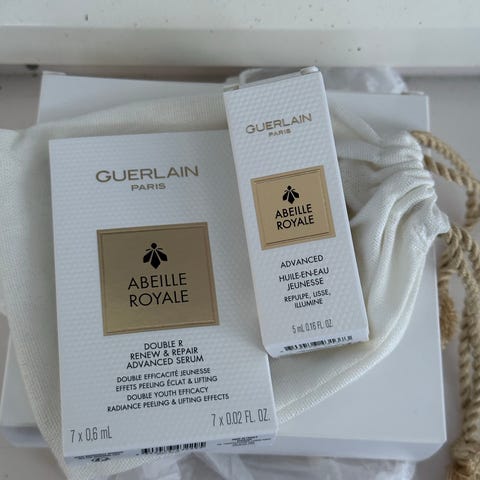 GUERLAIN
PARIS
ABEILLE
ROYALE
DOUBLE R
RENEW & REPAIR
ADVANCED SERUM
DOUBLE EFFICACITÉ JEUNESSE
EFFETS PEELING ÉCLAT & LIFTING
DOUBLE YOUTH EFFICACY
RADIANCE PEELING & LIFTING EFFECTS
7 x 0.6 mL 7 x 0.02 FL. OZ.
GUERLAIN
PARIS
ABEILLE
ROYALE
ADVANCED
HUILE-EN-EAU
JEUNESSE
REPULPE, LISSE,
ILLUMINE
5 mL 0.16 FL. OZ.